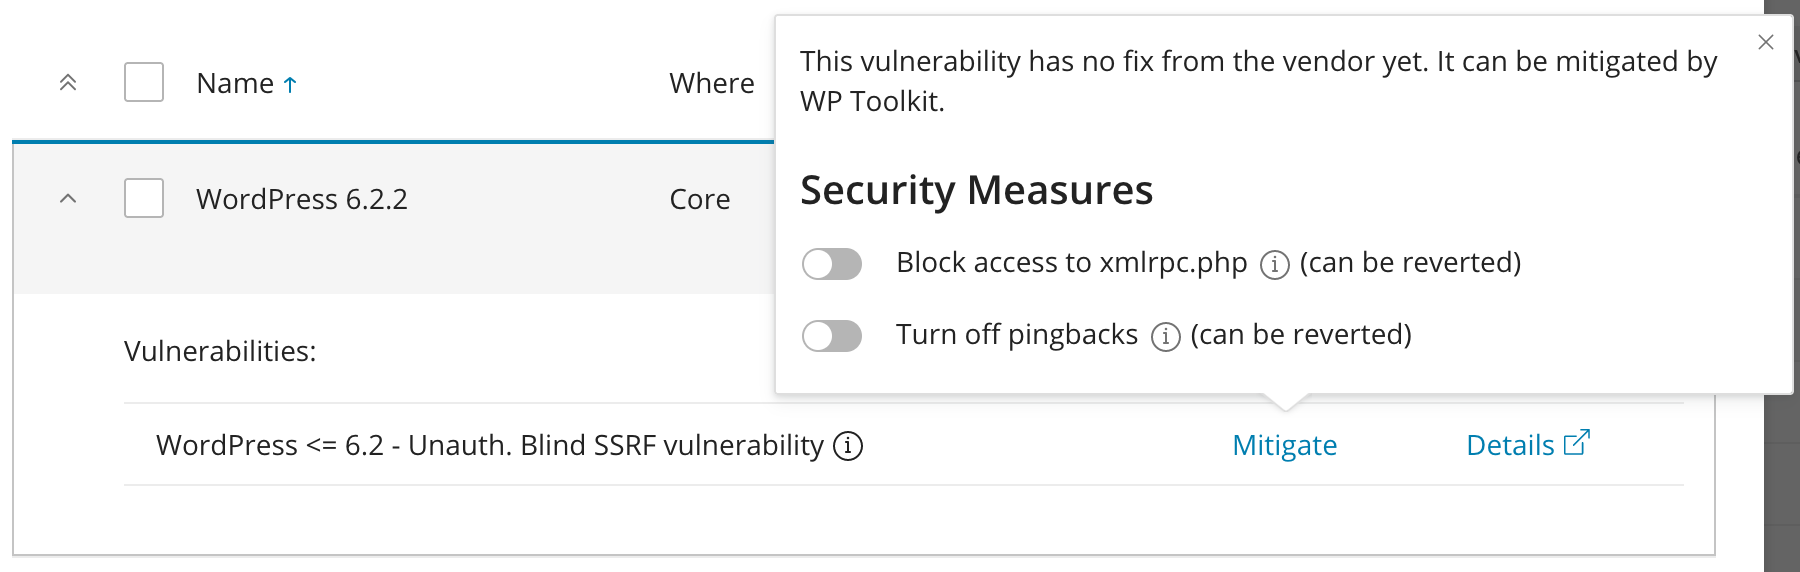 This vulnerability has no fix from the vendor yet. It can be mitigated by
WP Toolkit.
Name ↑ Where
Security Measures
WordPress 6.2.2 Core
Block access to xmlrpc.php (can be reverted)
Turn off pingbacks (can be reverted)
Vulnerabilities:
WordPress <= 6.2 - Unauth. Blind SSRF vulnerability Mitigate Details